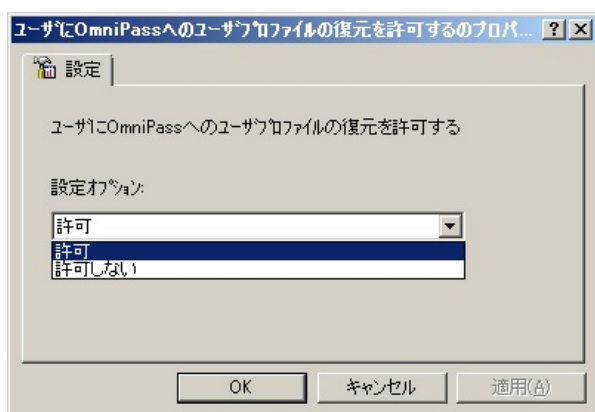 ユーザにOmniPassへのユーザプロファイルの復元を許可するのプロパ...
設定
ユーザにOmniPassへのユーザプロファイルの復元を許可する
設定オプション:
許可
許可
許可しない
OK
キャンセル
適用(A)